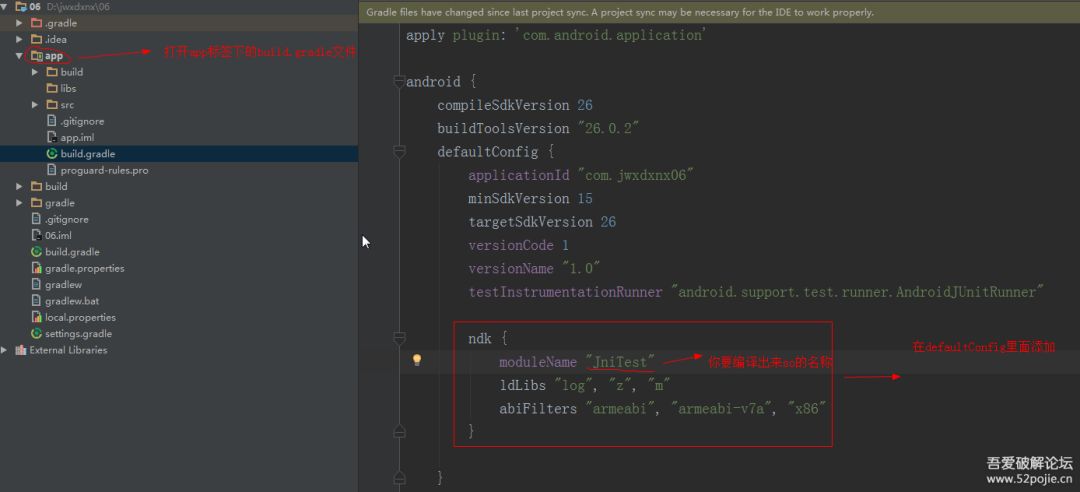 06 D:\jwxdxnx\06
.gradle
.idea
app
打开app标签下的build.gradle文件
build
libs
src
.gitignore
app.iml
build.gradle
proguard-rules.pro
build
gradle
.gitignore
06.iml
build.gradle
gradle.properties
gradlew
gradlew.bat
local.properties
settings.gradle
External Libraries
Gradle files have changed since last project sync. A project sync may be necessary for the IDE to work properly.
apply plugin: 'com.android.application'
android {
compileSdkVersion 26
buildToolsVersion "26.0.2"
defaultConfig {
applicationId "com.jwxdxnx06"
minSdkVersion 15
targetSdkVersion 26
versionCode 1
versionName "1.0"
testInstrumentationRunner "android.support.test.runner.AndroidJUnitRunner"
ndk {
moduleName "JniTest"
你要编译出来so的名称
ldLibs "log", "z", "m"
abiFilters "armeabi", "armeabi-v7a", "x86"
}
在defaultConfig里面添加
}
吾爱破解论坛
www.52pojie.cn